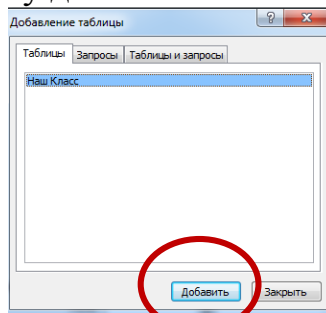 Добавление таблицы
Таблицы Запросы Таблицы и запросы
Наш Класс
Добавить Закрыть